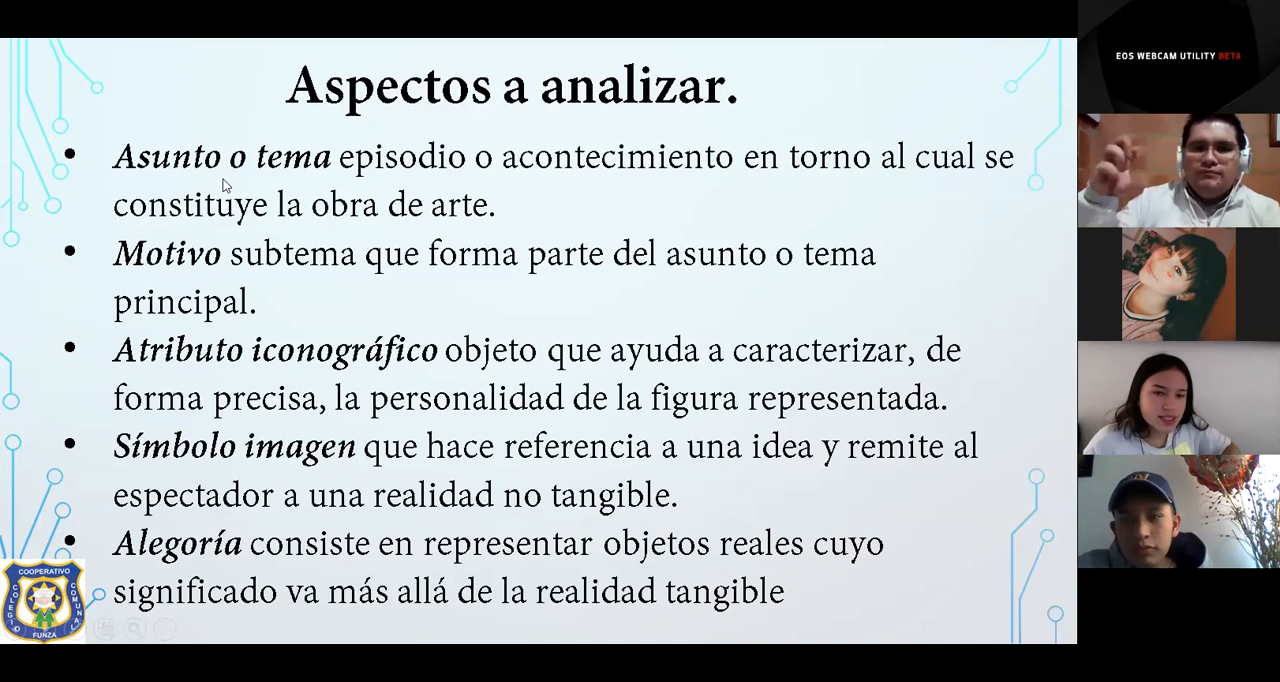 Aspectos a analizar.
• Asunto o tema episodio o acontecimiento en torno al cual se
constituye la obra de arte.
• Motivo subtema que forma parte del asunto o tema
principal.
• Atributo iconográfico objeto que ayuda a caracterizar, de
forma precisa, la personalidad de la figura representada.
• Símbolo imagen que hace referencia a una idea y remite al
espectador a una realidad no tangible.
• Alegoría consiste en representar objetos reales cuyo
significado va más allá de la realidad tangible
COOPERATIVO
COLEGIO
COMUNAL
FUNZA
EOS WEBCAM UTILITY BETA